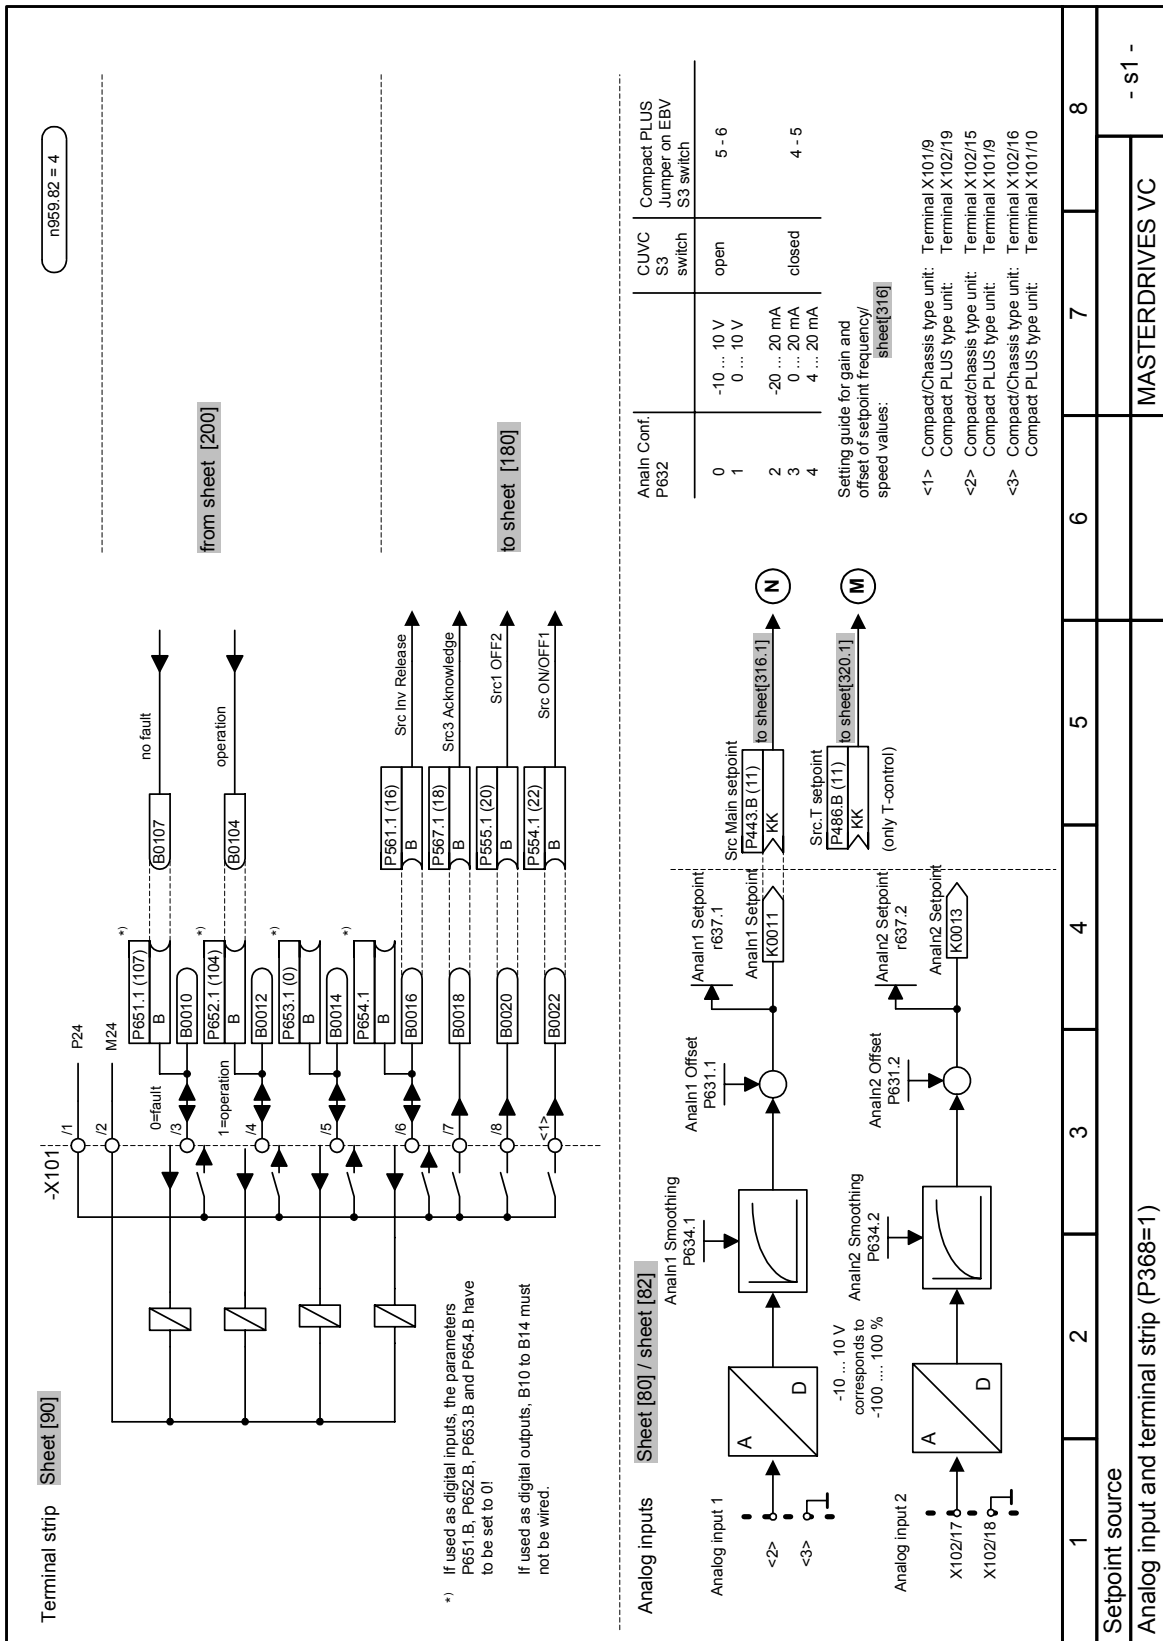 Terminal strip Sheet [90]
n959.82 = 4
-X101
/1
P24
/2
M24
0=fault
/3
P651.1 (107)
*)
B
B0010
B0107
no fault
1=operation
/4
P652.1 (104)
*)
B
B0012
B0104
operation
from sheet [200]
/5
P653.1 (0)
*)
B
B0014
/6
P654.1
*)
B
B0016
P561.1 (16)
B
Src Inv Release
/7
B0018
P567.1 (18)
B
Src3 Acknowledge
/8
B0020
P555.1 (20)
B
Src1 OFF2
<1>
B0022
P554.1 (22)
B
Src ON/OFF1
to sheet [180]
*) If used as digital inputs, the parameters
P651.B, P652.B, P653.B and P654.B have
to be set to 0!
If used as digital outputs, B10 to B14 must
not be wired.
Analog inputs Sheet [80] / sheet [82]
Analog input 1
<2>
<3>
A
D
AnaIn1 Smoothing
P634.1
AnaIn1 Offset
P631.1
AnaIn1 Setpoint
r637.1
AnaIn1 Setpoint
K0011
Src Main setpoint
P443.B (11)
KK
to sheet[316.1]
N
-10 ... 10 V
corresponds to
-100 .... 100 %
Analog input 2
X102/17
X102/18
A
D
AnaIn2 Smoothing
P634.2
AnaIn2 Offset
P631.2
AnaIn2 Setpoint
r637.2
AnaIn2 Setpoint
K0013
Src.T setpoint
P486.B (11)
KK
(only T-control)
to sheet[320.1]
M
AnaIn Conf.
P632
CUVC
S3
switch
Compact PLUS
Jumper on EBV
S3 switch
0 -10 ... 10 V open 5 - 6
1 0 ... 10 V
2 -20 ... 20 mA
3 0 ... 20 mA closed 4 - 5
4 4 ... 20 mA
Setting guide for gain and
offset of setpoint frequency/
speed values: sheet[316]
<1> Compact/Chassis type unit: Terminal X101/9
Compact PLUS type unit: Terminal X102/19
<2> Compact/chassis type unit: Terminal X102/15
Compact PLUS type unit: Terminal X101/9
<3> Compact/Chassis type unit: Terminal X102/16
Compact PLUS type unit: Terminal X101/10
1 2 3 4 5 6 7 8
Setpoint source
- s1 -
Analog input and terminal strip (P368=1)
MASTERDRIVES VC